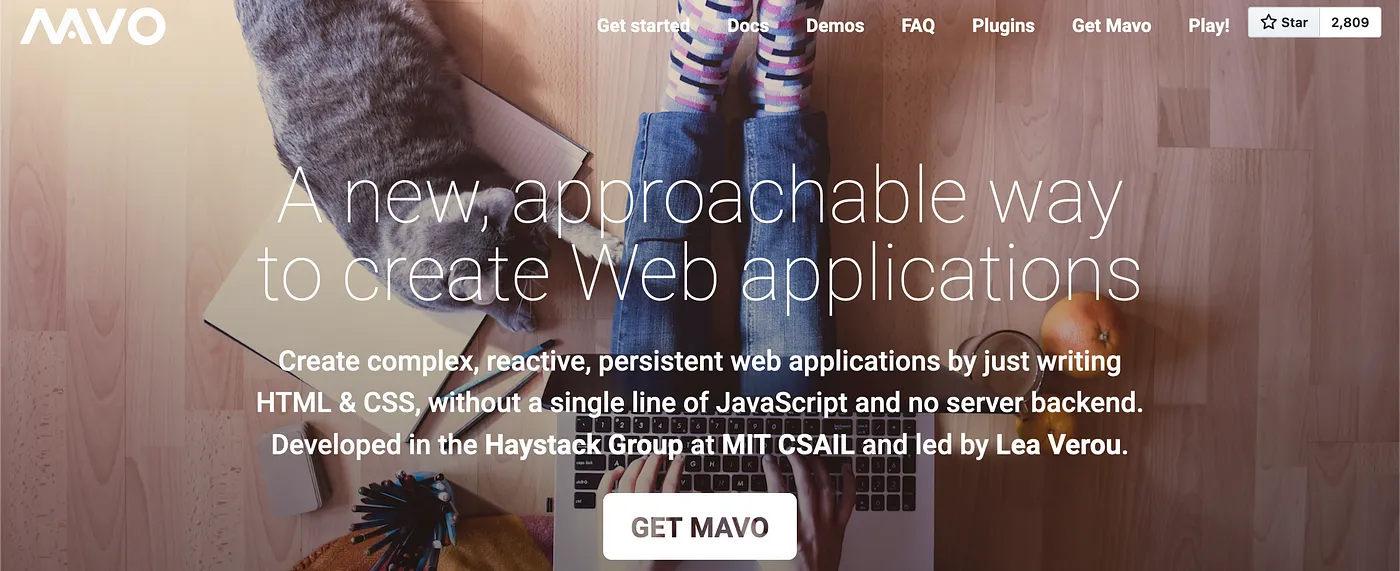 MAVO
Get started Docs Demos FAQ Plugins Get Mavo Play! Star 2,809
A new, approachable way
to create Web applications
Create complex, reactive, persistent web applications by just writing
HTML & CSS, without a single line of JavaScript and no server backend.
Developed in the Haystack Group at MIT CSAIL and led by Lea Verou.
GET MAVO